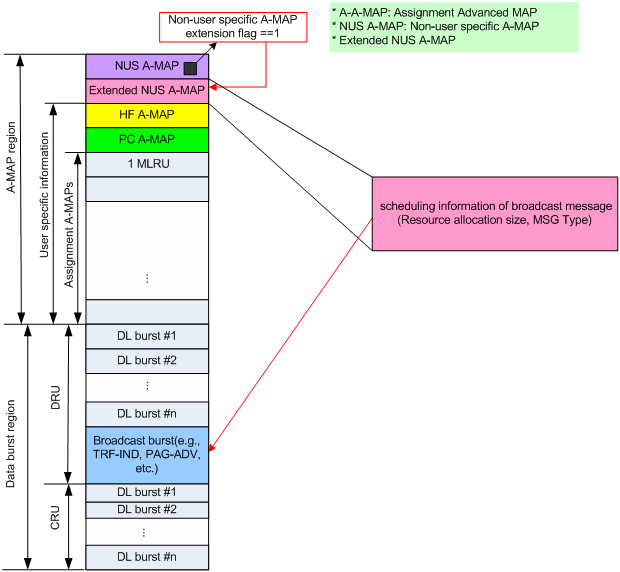 Non-user specific A-MAP
extension flag ==1
* A-A-MAP: Assignment Advanced MAP
* NUS A-MAP: Non-user specific A-MAP
* Extended NUS A-MAP
NUS A-MAP
Extended NUS A-MAP
HF A-MAP
PC A-MAP
1 MLRU
...
A-MAP region
User specific information
Assignment A-MAPs
scheduling information of broadcast message
(Resource allocation size, MSG Type)
DL burst #1
DL burst #2
...
DL burst #n
Broadcast burst(e.g.,
TRF-IND, PAG-ADV,
etc.)
DL burst #1
DL burst #2
...
DL burst #n
Data burst region
DRU
CRU